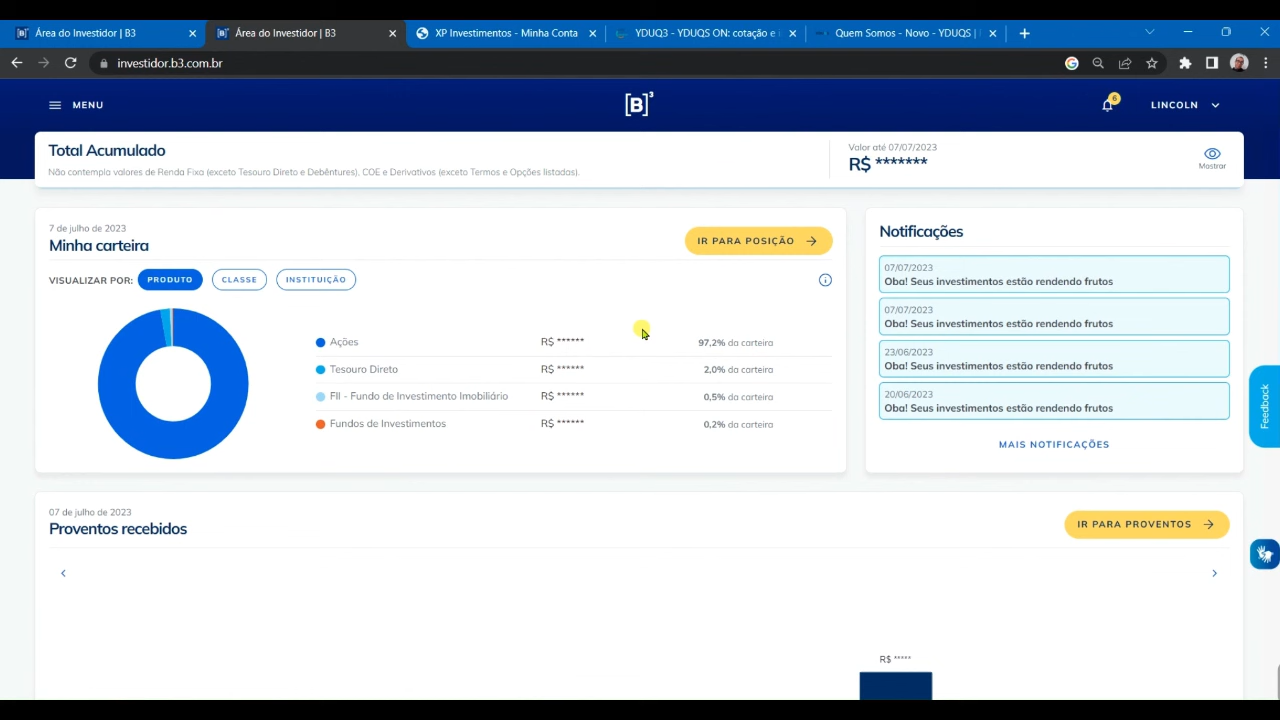 Área do Investidor | B3
Área do Investidor | B3
XP Investimentos - Minha Conta
YDUQ3 - YDUQS ON: cotação e i
Quem Somos - Novo - YDUQS |
investidor.b3.com.br
MENU
[B]³
6
LINCOLN
Total Acumulado
Não contempla valores de Renda Fixa (exceto Tesouro Direto e Debêntures), COE e Derivativos (exceto Termos e Opções listadas).
Valor até 07/07/2023
R$ *******
Mostrar
7 de julho de 2023
Minha carteira
IR PARA POSIÇÃO
VISUALIZAR POR: PRODUTO CLASSE INSTITUIÇÃO
Ações R$ ****** 97,2% da carteira
Tesouro Direto R$ ****** 2,0% da carteira
FII - Fundo de Investimento Imobiliário R$ ****** 0,5% da carteira
Fundos de Investimentos R$ ****** 0,2% da carteira
Notificações
07/07/2023
Oba! Seus investimentos estão rendendo frutos
07/07/2023
Oba! Seus investimentos estão rendendo frutos
23/06/2023
Oba! Seus investimentos estão rendendo frutos
20/06/2023
Oba! Seus investimentos estão rendendo frutos
MAIS NOTIFICAÇÕES
Feedback
07 de julho de 2023
Proventos recebidos
IR PARA PROVENTOS
R$ *****